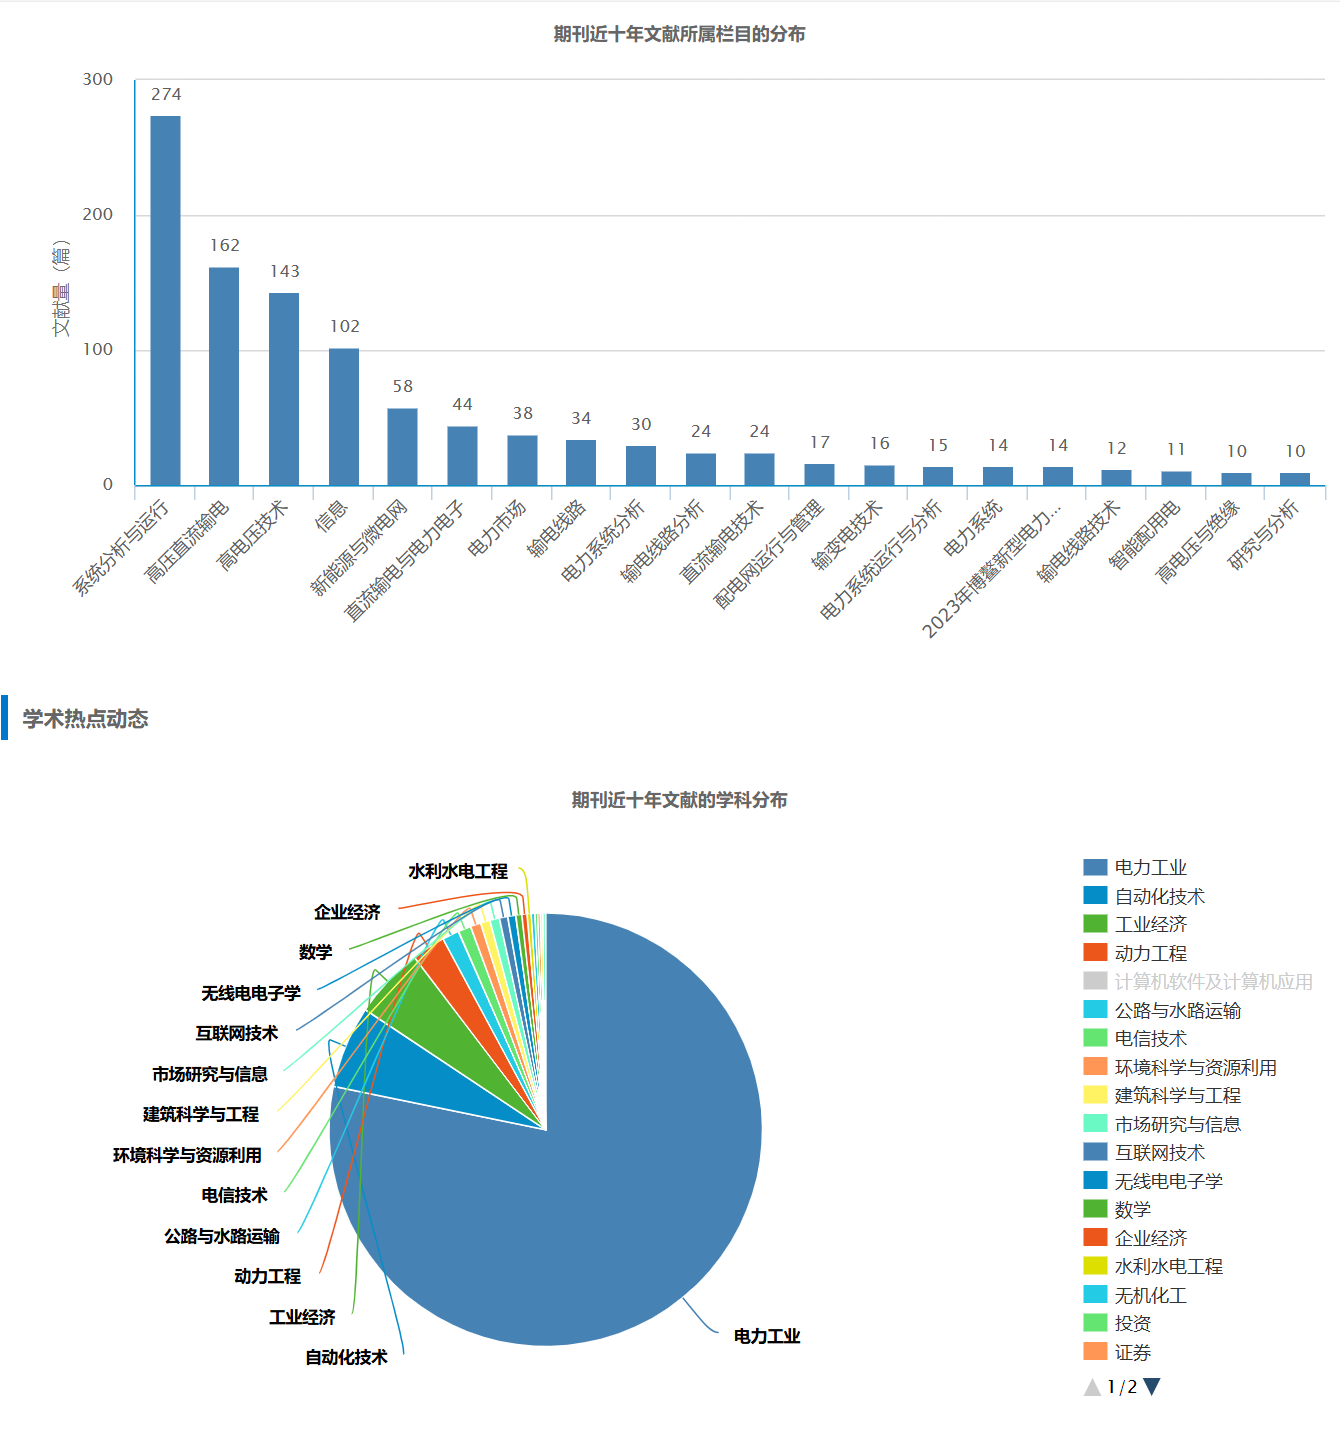 期刊近十年文献所属栏目的分布
文献量（篇）
300
200
100
0
274
162
143
102
58
44
38
34
30
24
24
17
16
15
14
14
12
11
10
10
系统分析与运行
高压直流输电
高电压技术
信息
新能源与微电网
直流输电与电力电子
电力市场
输电线路
电力系统分析
输电线路分析
直流输电技术
配电网运行与管理
输变电技术
电力系统运行与分析
电力系统
2023年博鳌新型电力...
输电线路技术
智能配用电
高电压与绝缘
研究与分析
学术热点动态
期刊近十年文献的学科分布
水利水电工程
企业经济
数学
无线电电子学
互联网技术
市场研究与信息
建筑科学与工程
环境科学与资源利用
电信技术
公路与水路运输
动力工程
工业经济
自动化技术
电力工业
电力工业
自动化技术
工业经济
动力工程
计算机软件及计算机应用
公路与水路运输
电信技术
环境科学与资源利用
建筑科学与工程
市场研究与信息
互联网技术
无线电电子学
数学
企业经济
水利水电工程
无机化工
投资
证券
1/2